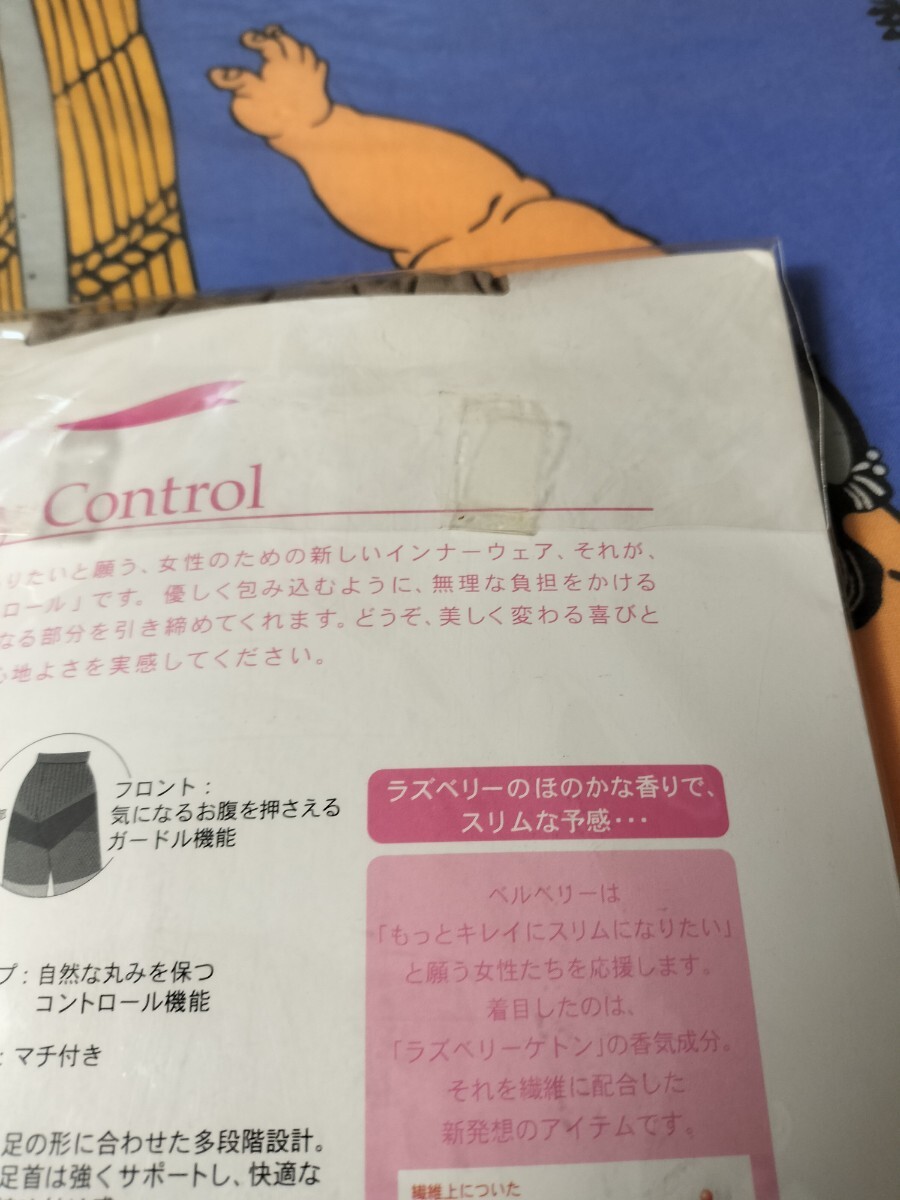 Control
りたいと願う、女性のための新しいインナーウェア、それが、
ロール」です。優しく包み込むように、無理な負担をかける
なる部分を引き締めてくれます。どうぞ、美しく変わる喜びと
心地よさを実感してください。
フロント：
気になるお腹を押さえる
ガードル機能
プ：自然な丸みを保つ
コントロール機能
：マチ付き
足の形に合わせた多段階設計。
足首は強くサポートし、快適な
ラズベリーのほのかな香りで、
スリムな予感・・・
ベルベリーは
「もっとキレイにスリムになりたい」
と願う女性たちを応援します。
着目したのは、
「ラズベリーケトン」の香気成分。
それを繊維に配合した
新発想のアイテムです。
繊維上についた